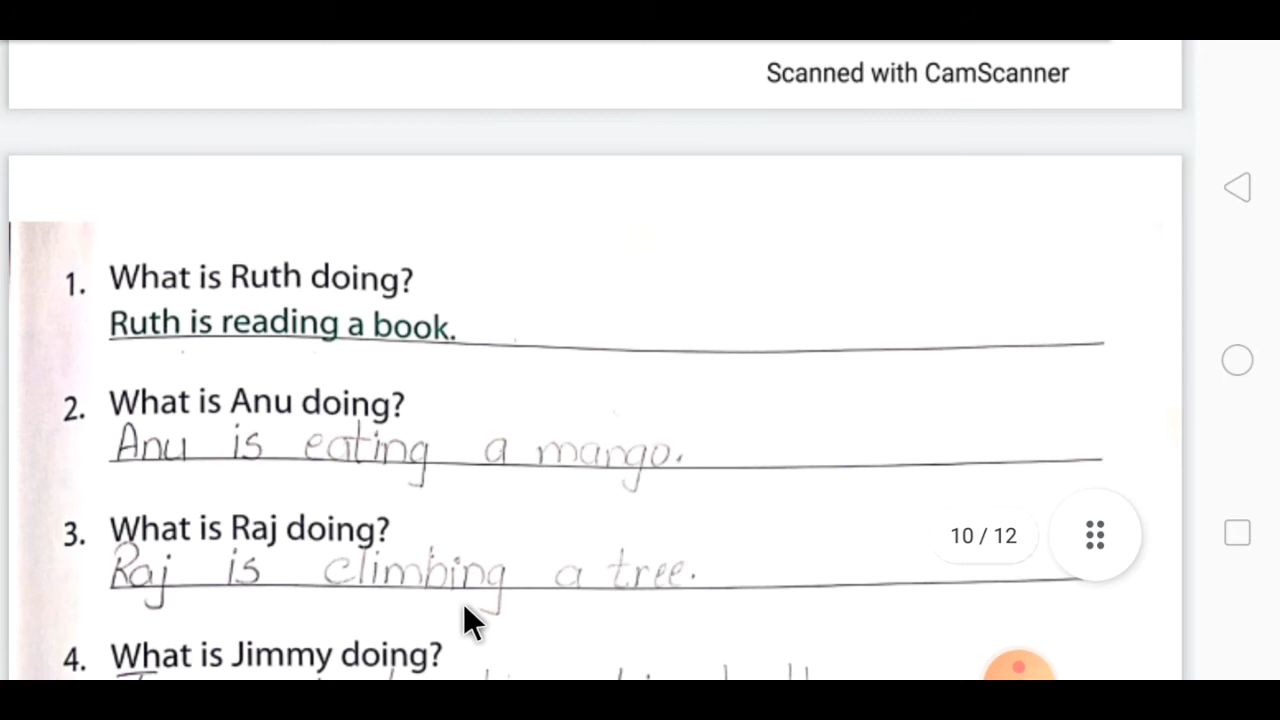 Scanned with CamScanner
1. What is Ruth doing?
Ruth is reading a book.
2. What is Anu doing?
Anu is eating a mango.
3. What is Raj doing?
Raj is climbing a tree.
10 / 12
4. What is Jimmy doing?